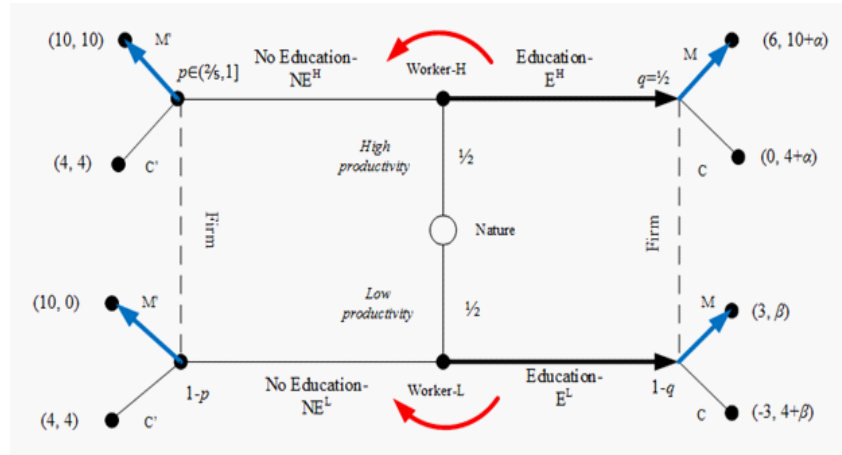 (10, 10)
M'
p∈(⅖,1]
No Education-
NE^H
Worker-H
Education-
E^H
q=½
M
(6, 10+α)
(4, 4)
C'
High
productivity
½
C
(0, 4+α)
Firm
Nature
Firm
(10, 0)
M'
Low
productivity
½
M
(3, β)
1-p
No Education-
NE^L
Worker-L
Education-
E^L
1-q
(4, 4)
C'
C
(-3, 4+β)